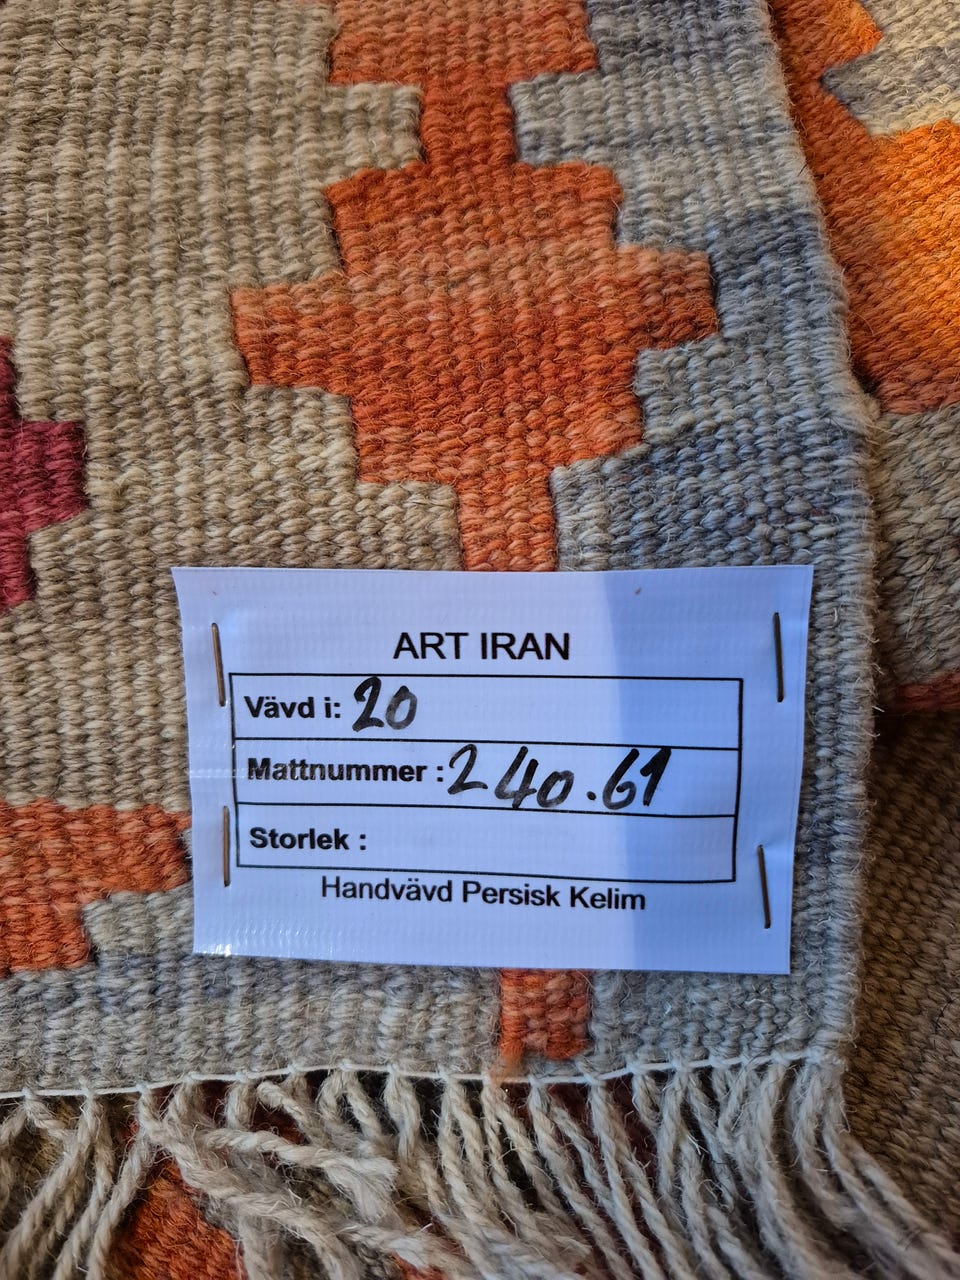 ART IRAN
Vävd i: 20
Mattnummer : 240.61
Storlek :
Handvävd Persisk Kelim